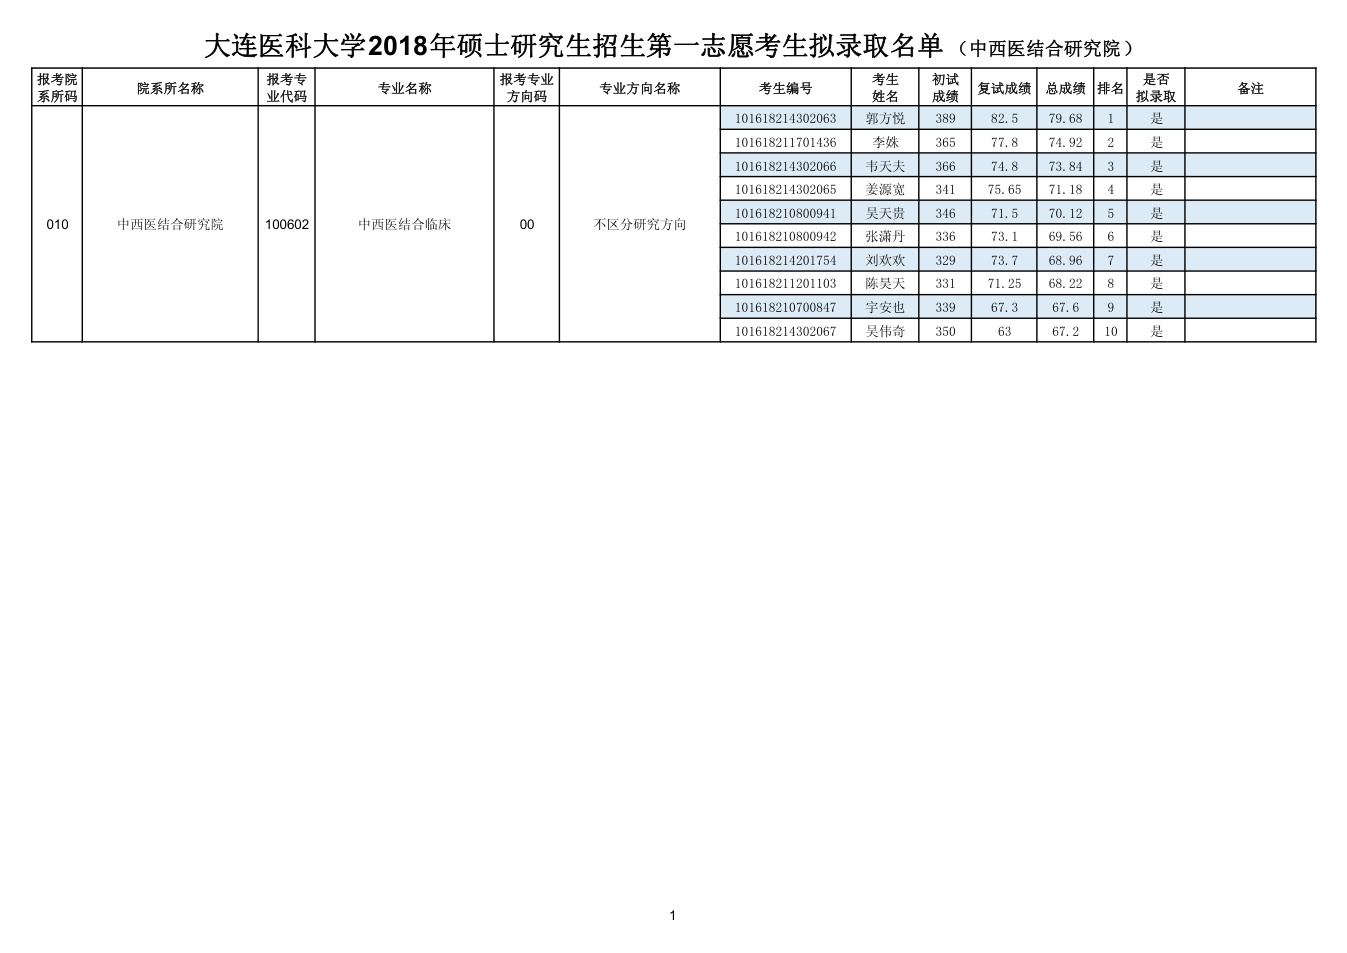 大连医科大学2018年硕士研究生招生第一志愿考生拟录取名单（中西医结合研究院）
报考院系所码 院系所名称 报考专业代码 专业名称 报考专业方向码 专业方向名称 考生编号 考生姓名 初试成绩 复试成绩 总成绩 排名 是否拟录取 备注
010 中西医结合研究院 100602 中西医结合临床 00 不区分研究方向
101618214302063 郭方悦 389 82.5 79.68 1 是
101618211701436 李姝 365 77.8 74.92 2 是
101618214302066 韦天夫 366 74.8 73.84 3 是
101618214302065 姜源宽 341 75.65 71.18 4 是
101618210800941 吴天贵 346 71.5 70.12 5 是
101618210800942 张潇丹 336 73.1 69.56 6 是
101618214201754 刘欢欢 329 73.7 68.96 7 是
101618211201103 陈昊天 331 71.25 68.22 8 是
101618210700847 宇安也 339 67.3 67.6 9 是
101618214302067 吴伟奇 350 63 67.2 10 是
1